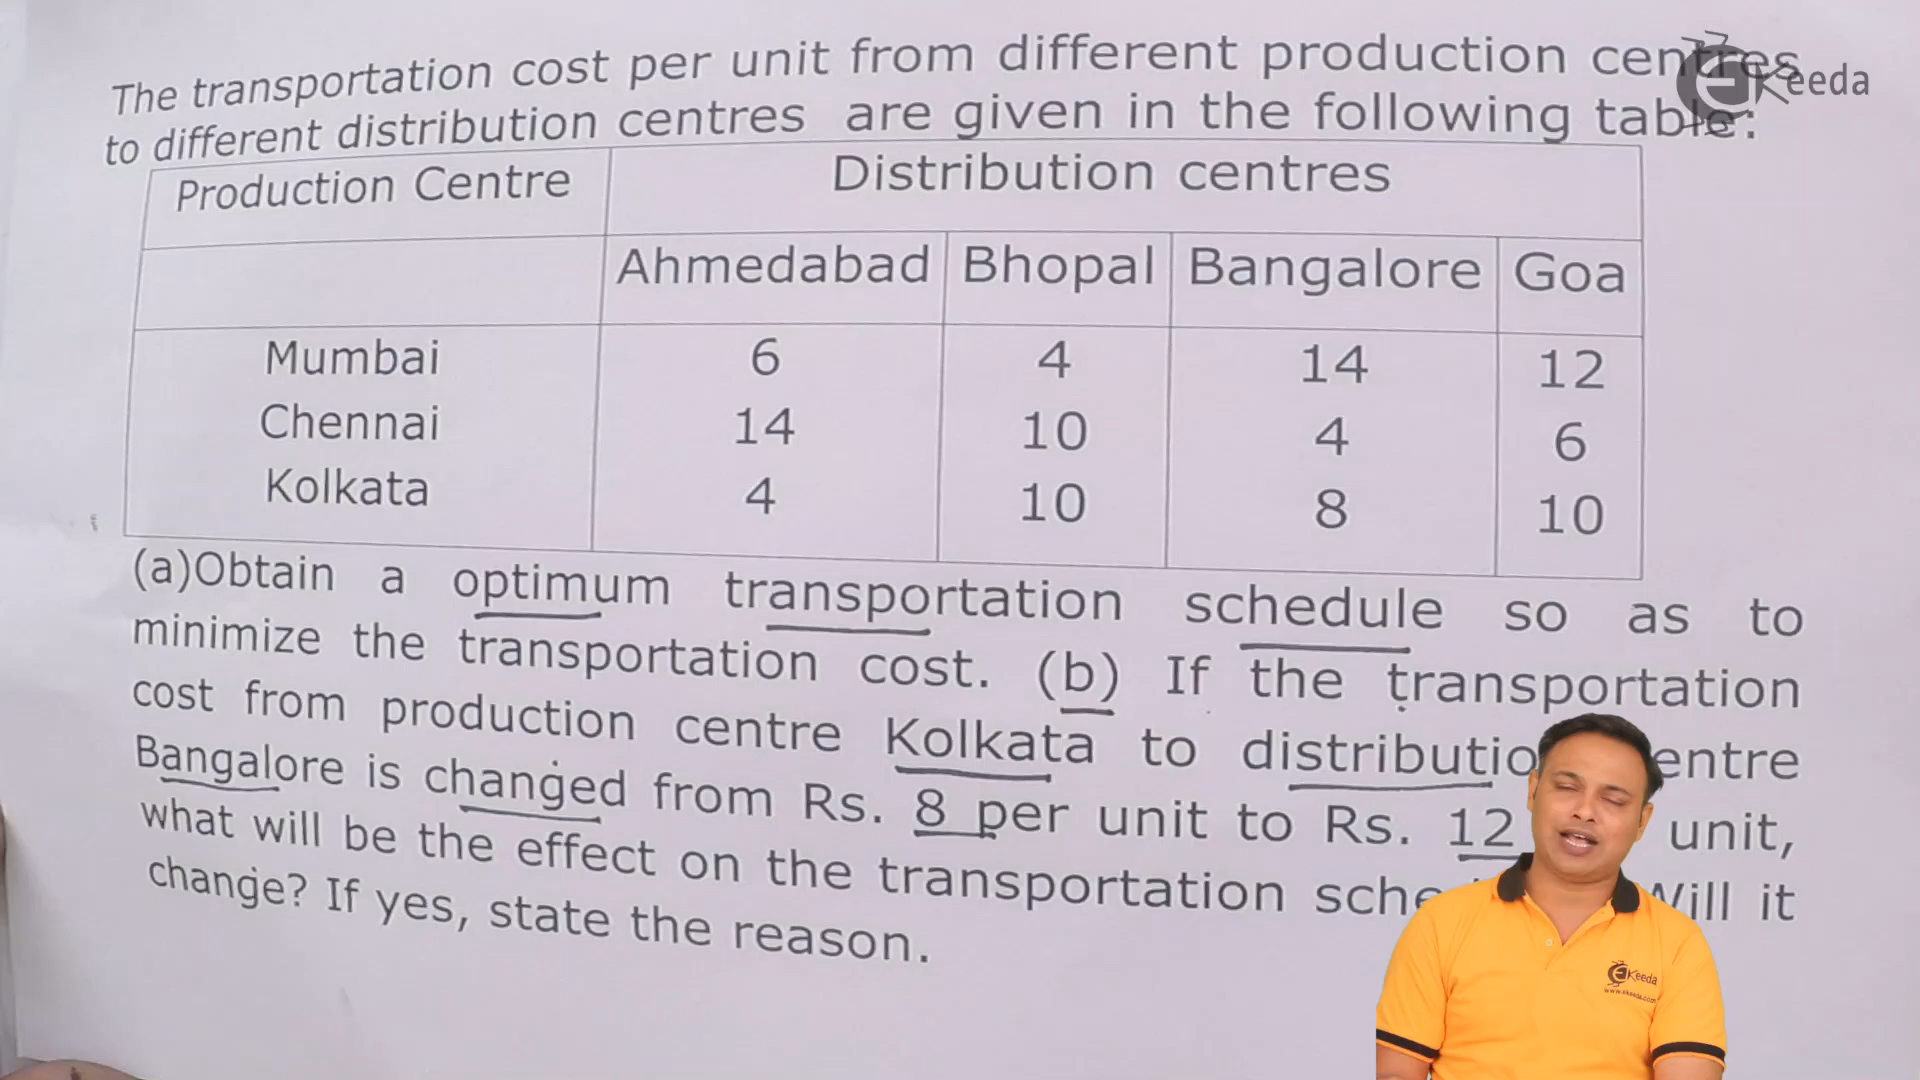 The transportation cost per unit from different production centres
to different distribution centres are given in the following table:
Keeda
Production Centre Distribution centres
Ahmedabad Bhopal Bangalore Goa
Mumbai 6 4 14 12
Chennai 14 10 4 6
Kolkata 4 10 8 10
(a)Obtain a optimum transportation schedule so as to
minimize the transportation cost. (b) If the transportation
cost from production centre Kolkata to
Bangalore is changed from Rs. 8 per unit to Rs. 12 unit,
what will be the effect on the transportation Will it
change? If yes, state the reason.
Keeda
www.ekeeda.com